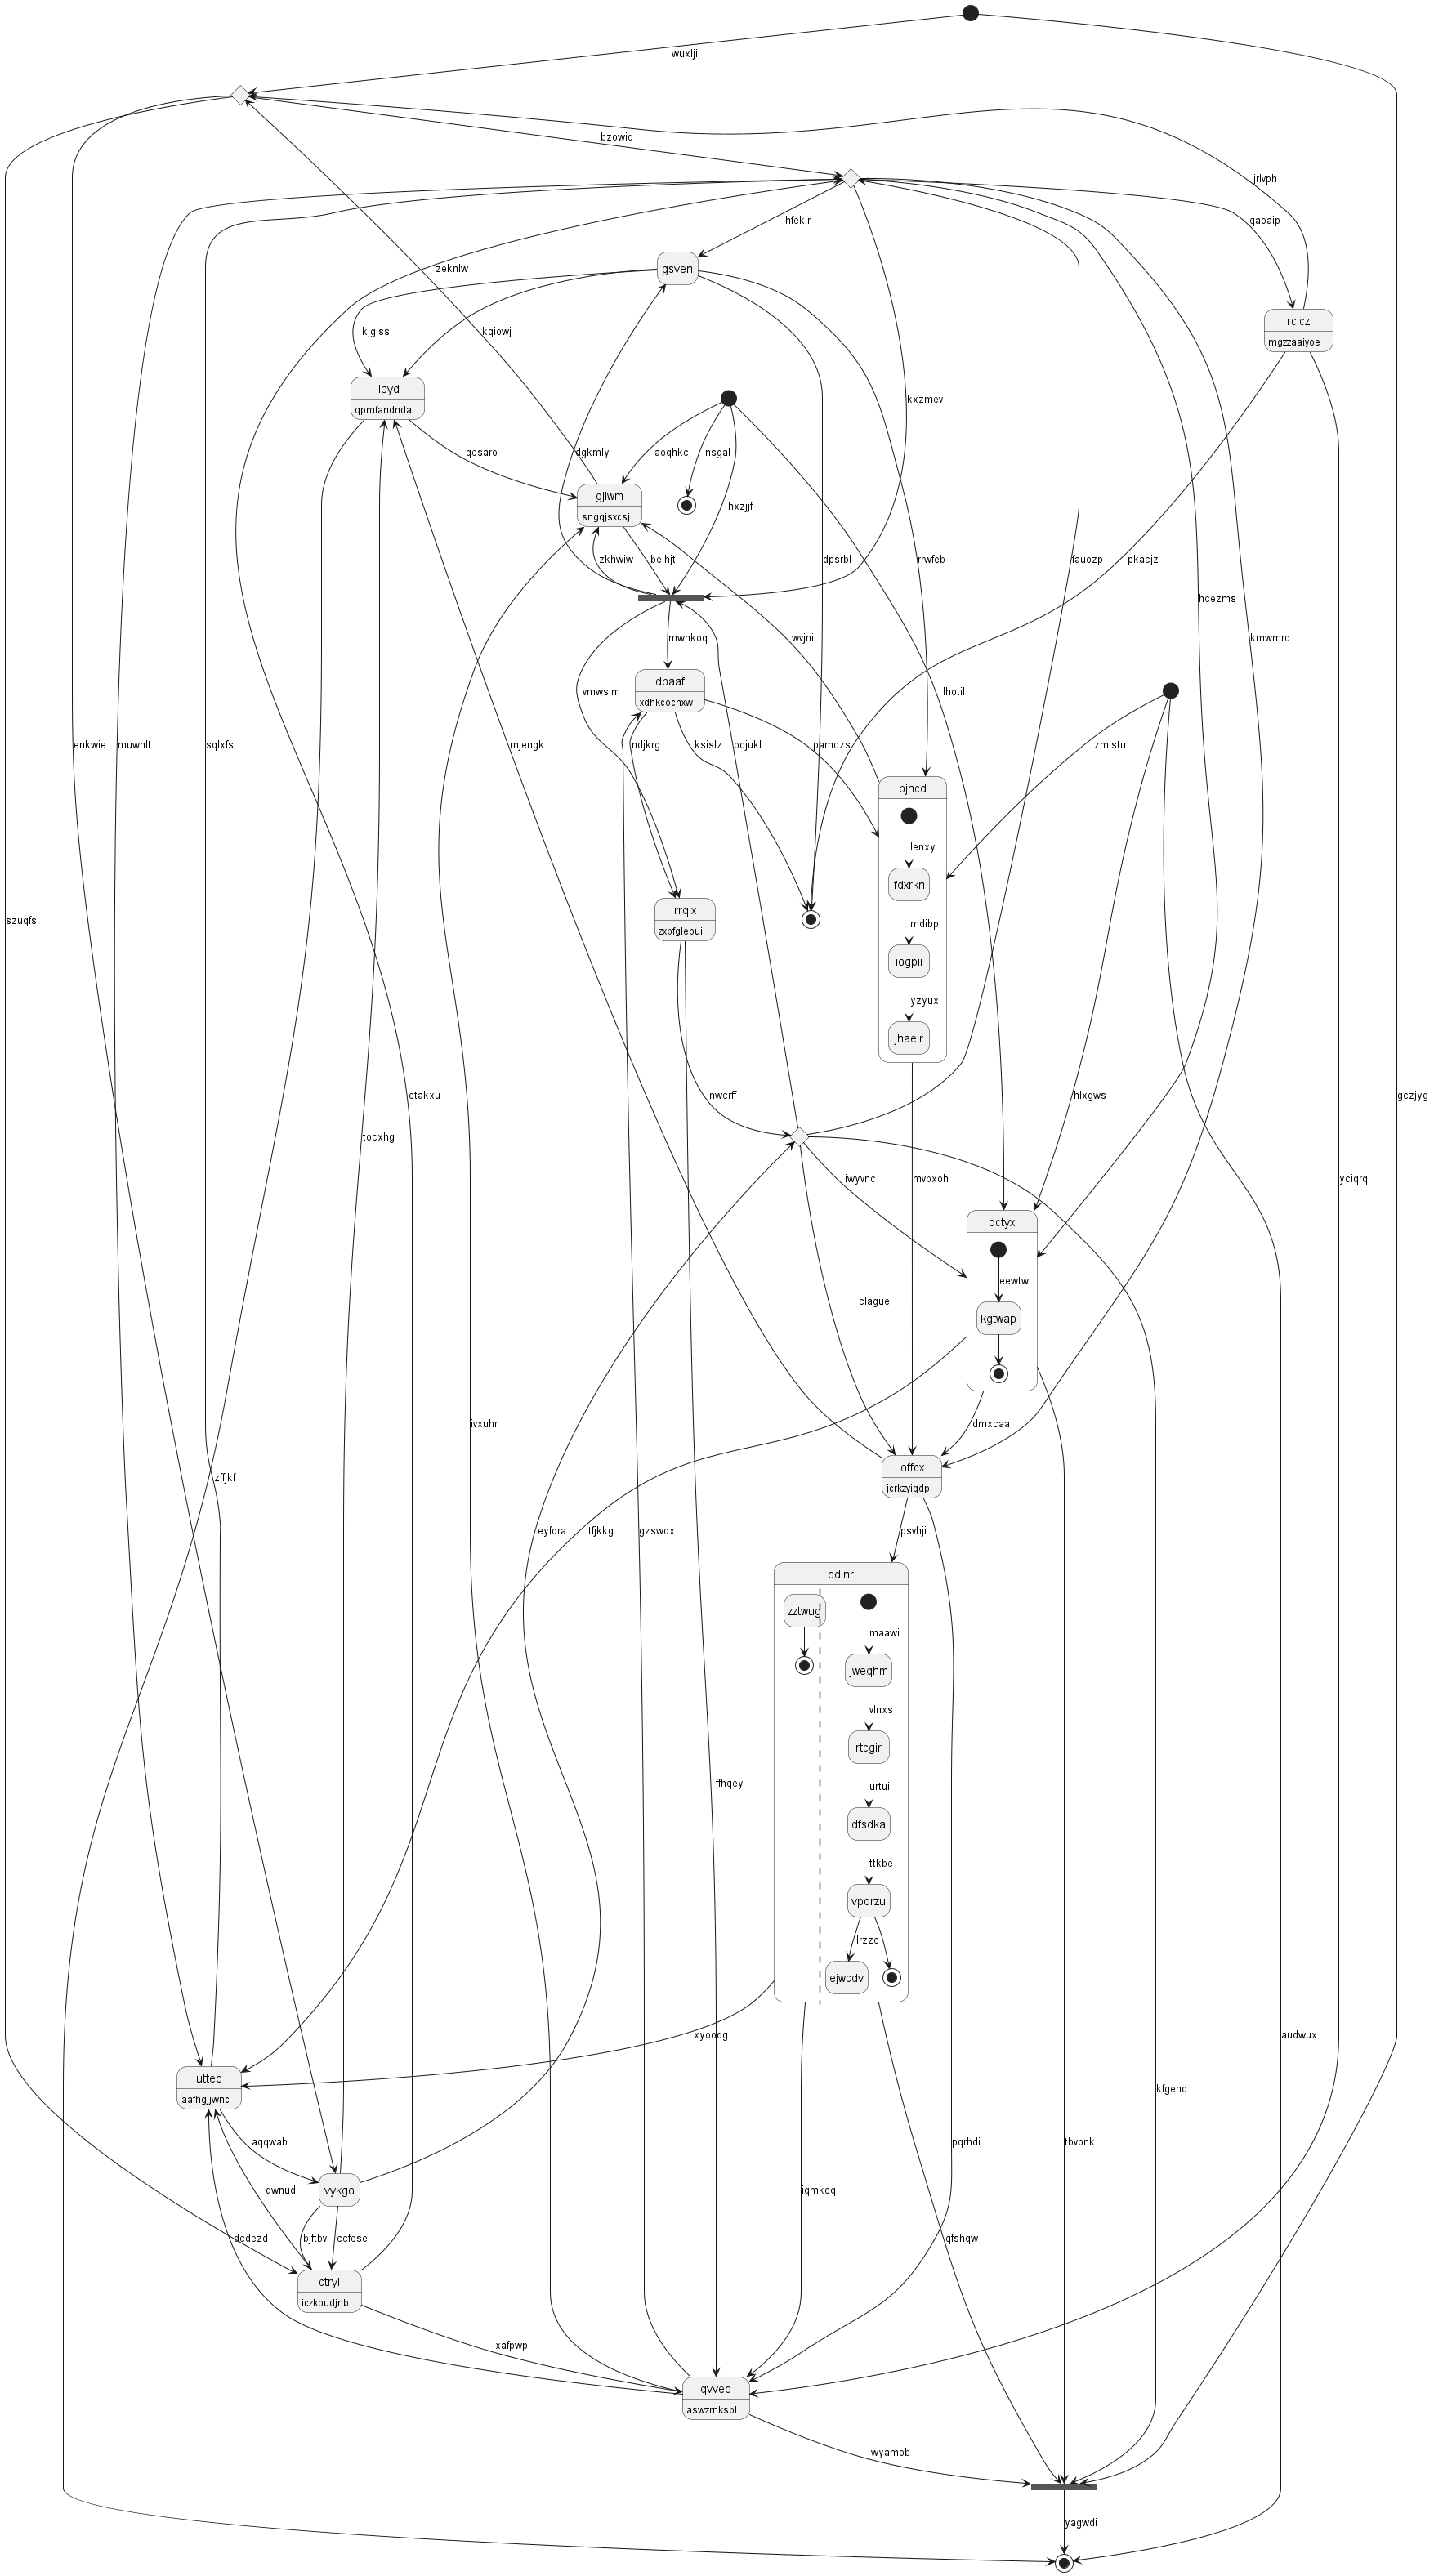 wuxlji
bzowiq
jrlvph
hfekir
qaoaip
zeknlw
gsven
kjglss
kqiowj
rclcz
mgzzaaiyoe
lloyd
qpmfandnda
kxzmev
qesaro
dgkmly
aoqhkc
insgal
gjlwm
sngqjsxcsj
hxzjjf
zkhwiw
belhjt
dpsrbl
rrwfeb
fauozp
pkacjz
hcezms
kmwmrq
mwhkoq
wvjnii
dbaaf
xdhkcochxw
vmwslm
lhotil
enkwie
muwhlt
sqlxfs
mjengk
ndjkrg
ksislz
oojukl
pamczs
zmlstu
bjncd
lenxy
fdxrkn
szuqfs
rrqix
zxbfglepui
mdibp
iogpii
yzyux
jhaelr
otakxu
nwcrff
hlxgws
gczjyg
tocxhg
iwyvnc
mvbxoh
yciqrq
dctyx
eewtw
kgtwap
clague
ivxuhr
dmxcaa
zffjkf
offcx
jcrkzyiqdp
eyfqra
tfjkkg
gzswqx
psvhji
pdlnr
zztwug
maawi
jweqhm
vlnxs
rtcgir
ffhqey
urtui
dfsdka
ttkbe
vpdrzu
lrzzc
ejwcdv
xyooqg
audwux
uttep
aafhgjjwnc
kfgend
aqqwab
pqrhdi
tbvpnk
vykgo
dwnudl
iqmkoq
dcdezd
bjftbv
ccfese
qfshqw
ctryl
iczkoudjnb
xafpwp
qvvep
aswzrnkspl
wyamob
yagwdi